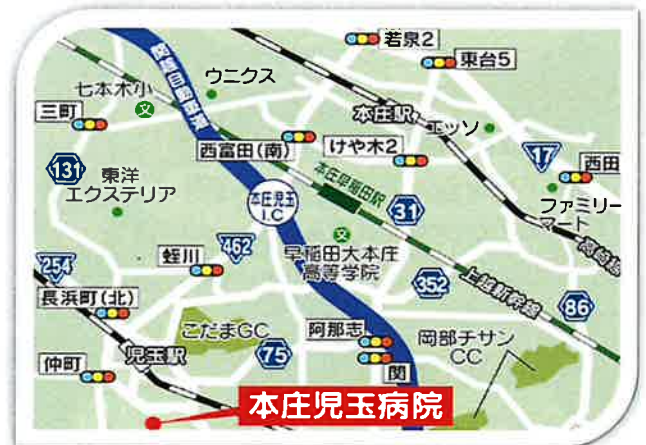 若泉2
東台5
ウニクス
七本木小
文
三町
関越自動車道
本庄駅
エッソ
西富田(南)
けや木2
17
西田
131
東洋
エクステリア
本庄早稲田駅
本庄児玉
I.C
31
ファミリー
マート
高崎線
文
早稲田大本庄
高等学院
462
蛭川
254
352
上越新幹線
86
長浜町(北)
こだまGC
阿那志
岡部チサン
CC
児玉駅
75
仲町
関
本庄児玉病院